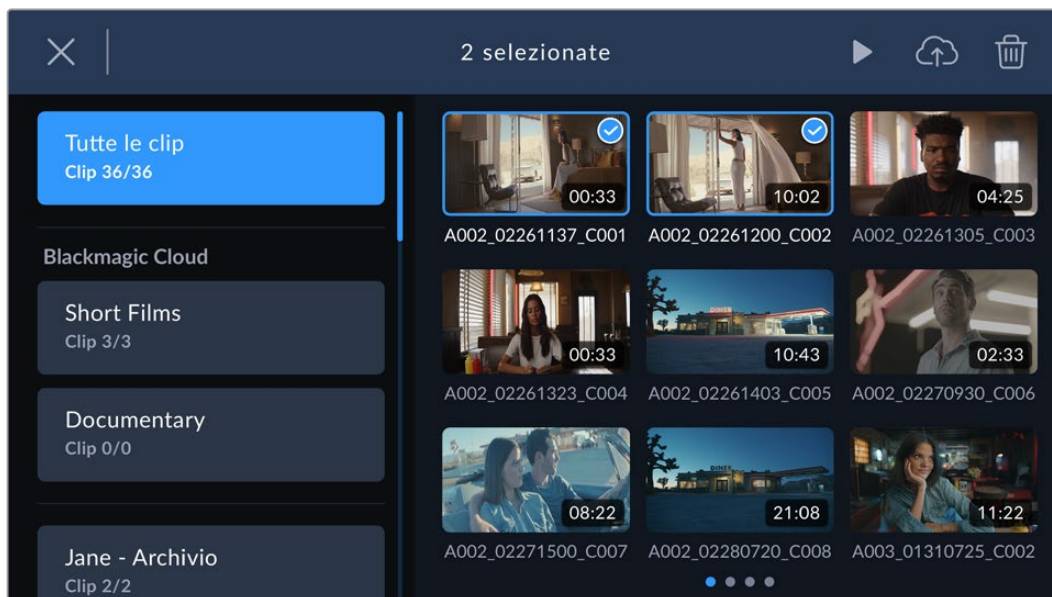 2 selezionate
Tutte le clip
Clip 36/36
Blackmagic Cloud
Short Films
Clip 3/3
Documentary
Clip 0/0
Jane - Archivio
Clip 2/2
00:33
10:02
04:25
A002_02261137_C001
A002_02261200_C002
A002_02261305_C003
DINER
00:33
10:43
02:33
A002_02261323_C004
A002_02261403_C005
A002_02270930_C006
DINER
08:22
21:08
11:22
A002_02271500_C007
A002_02280720_C008
A003_01310725_C002